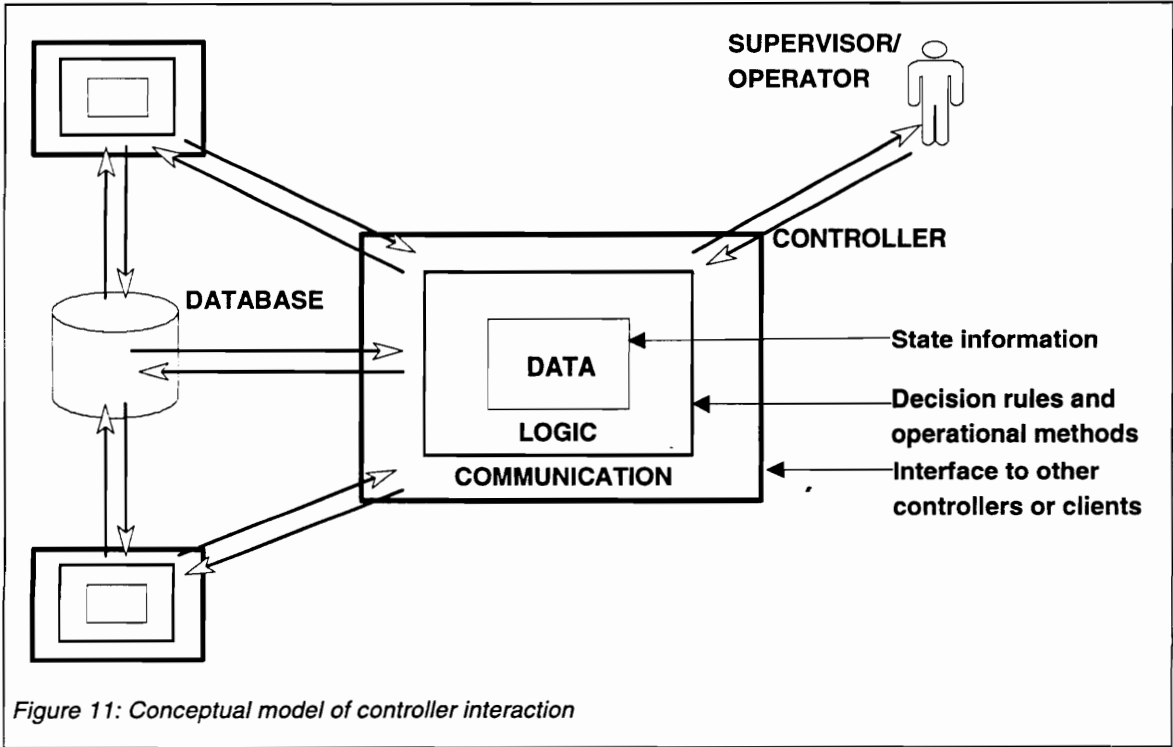 SUPERVISOR/
OPERATOR
CONTROLLER
DATABASE
State information
DATA
Decision rules and
operational methods
LOGIC
COMMUNICATION
Interface to other
controllers or clients
Figure 11: Conceptual model of controller interaction